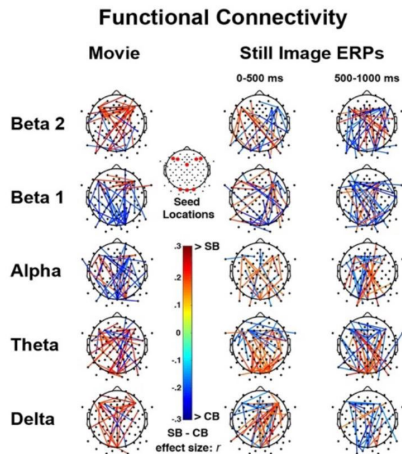 Functional Connectivity
Movie
Still Image ERPs
0-500 ms
500-1000 ms
Beta 2
Seed
Locations
Beta 1
.3
> SB
.2
.1
0
-.1
-.2
-.3
> CB
Alpha
Theta
Delta
SB - CB
effect size: r